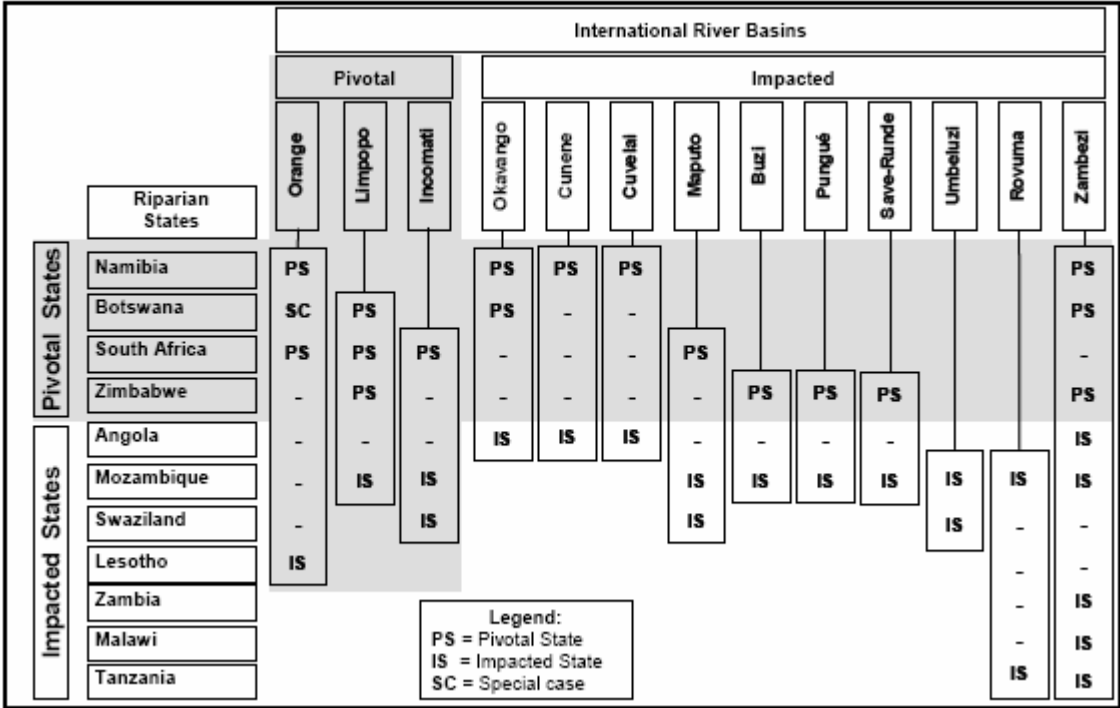 International River Basins
Pivotal Impacted
Orange Limpopo Incomati Okavango Cunene Cuvelai Maputo Buzi Pungué Save-Runde Umbeluzi Rovuma Zambezi
Riparian
States
Pivotal States
Namibia PS PS PS PS PS
Botswana SC PS PS - - PS
South Africa PS PS PS - - - PS -
Zimbabwe - PS - - - - - PS PS PS PS
Impacted States
Angola - - - IS IS IS - - - - IS
Mozambique - IS IS IS IS IS IS IS IS IS
Swaziland - IS IS IS - -
Lesotho IS - -
Zambia - IS
Malawi - IS
Tanzania IS IS
Legend:
PS = Pivotal State
IS = Impacted State
SC = Special case